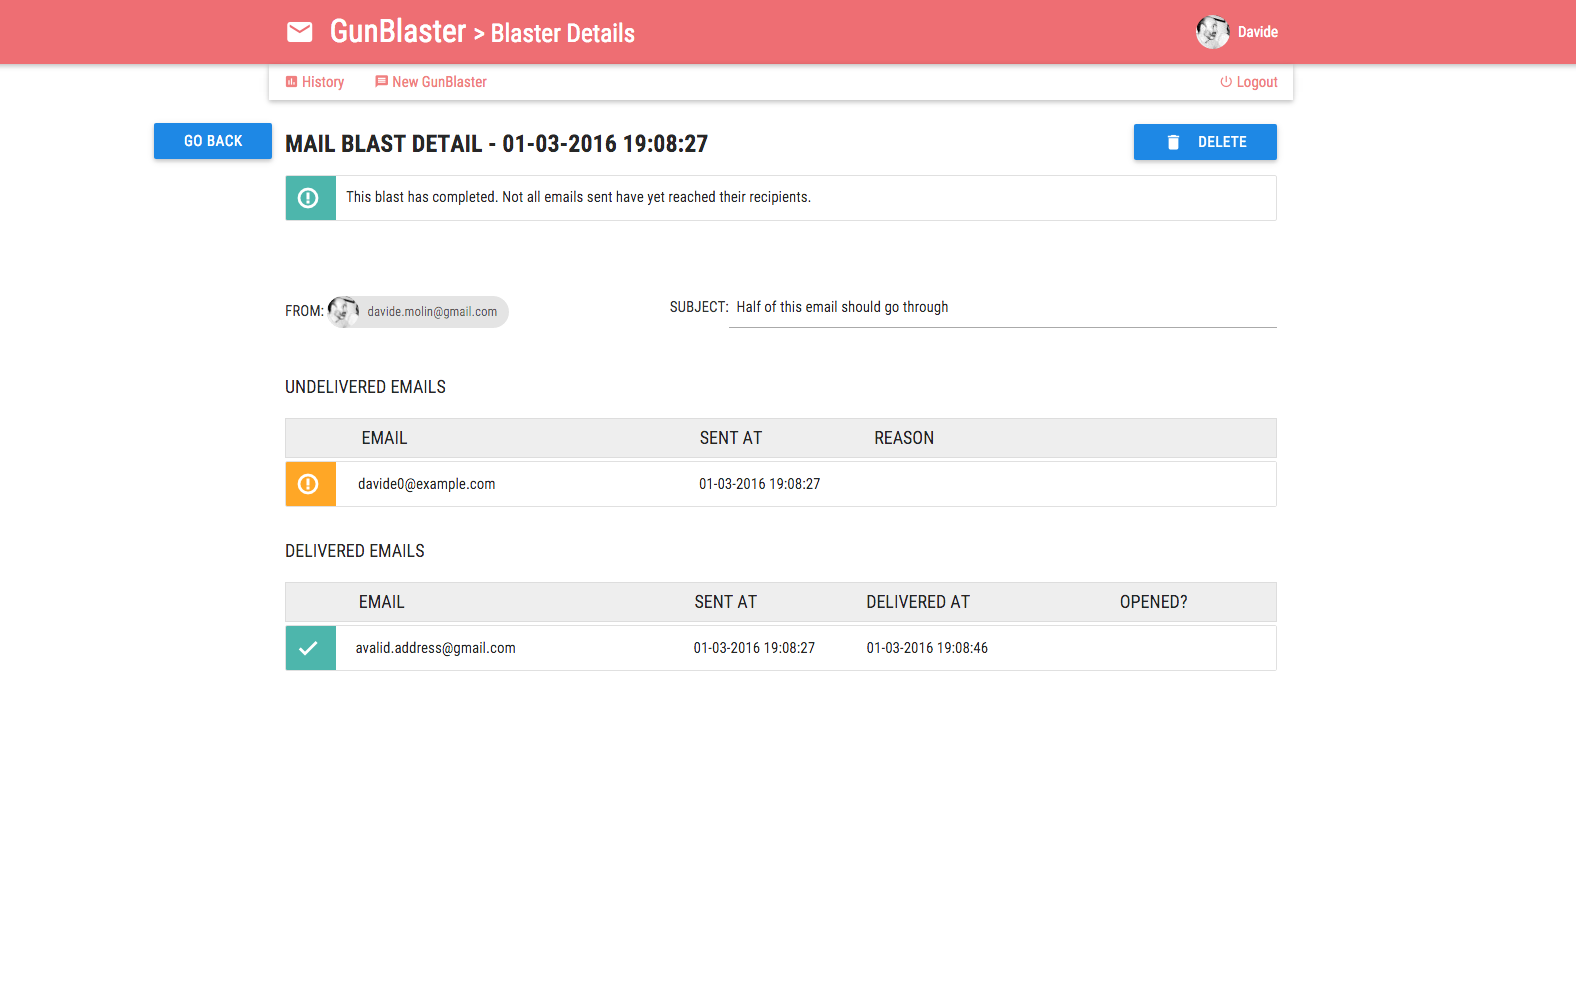 GunBlaster > Blaster Details
Davide
History
New GunBlaster
Logout
GO BACK
MAIL BLAST DETAIL - 01-03-2016 19:08:27
DELETE
This blast has completed. Not all emails sent have yet reached their recipients.
FROM: davide.molin@gmail.com
SUBJECT: Half of this email should go through
UNDELIVERED EMAILS
EMAIL SENT AT REASON
davide0@example.com 01-03-2016 19:08:27
DELIVERED EMAILS
EMAIL SENT AT DELIVERED AT OPENED?
avalid.address@gmail.com 01-03-2016 19:08:27 01-03-2016 19:08:46